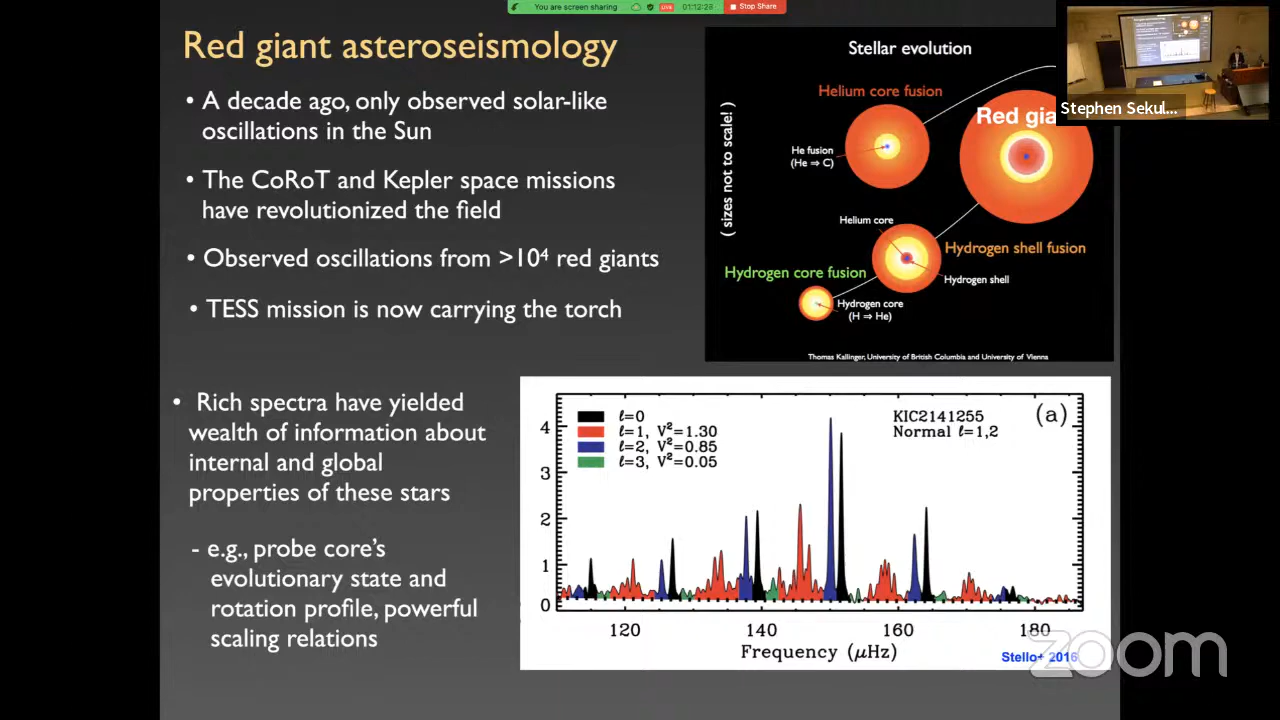 You are screen sharing
LIVE
01:12:28
Stop Share
Red giant asteroseismology
• A decade ago, only observed solar-like
oscillations in the Sun
• The CoRoT and Kepler space missions
have revolutionized the field
• Observed oscillations from >10⁴ red giants
• TESS mission is now carrying the torch
• Rich spectra have yielded
wealth of information about
internal and global
properties of these stars
- e.g., probe core's
evolutionary state and
rotation profile, powerful
scaling relations
Stellar evolution
Helium core fusion
Red gia
Stephen Sekul...
( sizes not to scale! )
He fusion
(He ⇒ C)
Helium core
Hydrogen shell fusion
Hydrogen core fusion
Hydrogen shell
Hydrogen core
(H ⇒ He)
Thomas Kallinger, University of British Columbia and University of Vienna
ℓ=0
ℓ=1, V²=1.30
ℓ=2, V²=0.85
ℓ=3, V²=0.05
KIC2141255
Normal ℓ=1,2
(a)
4
3
2
1
0
120 140 160 180
Frequency (μHz)
Stello+ 2016
zoom